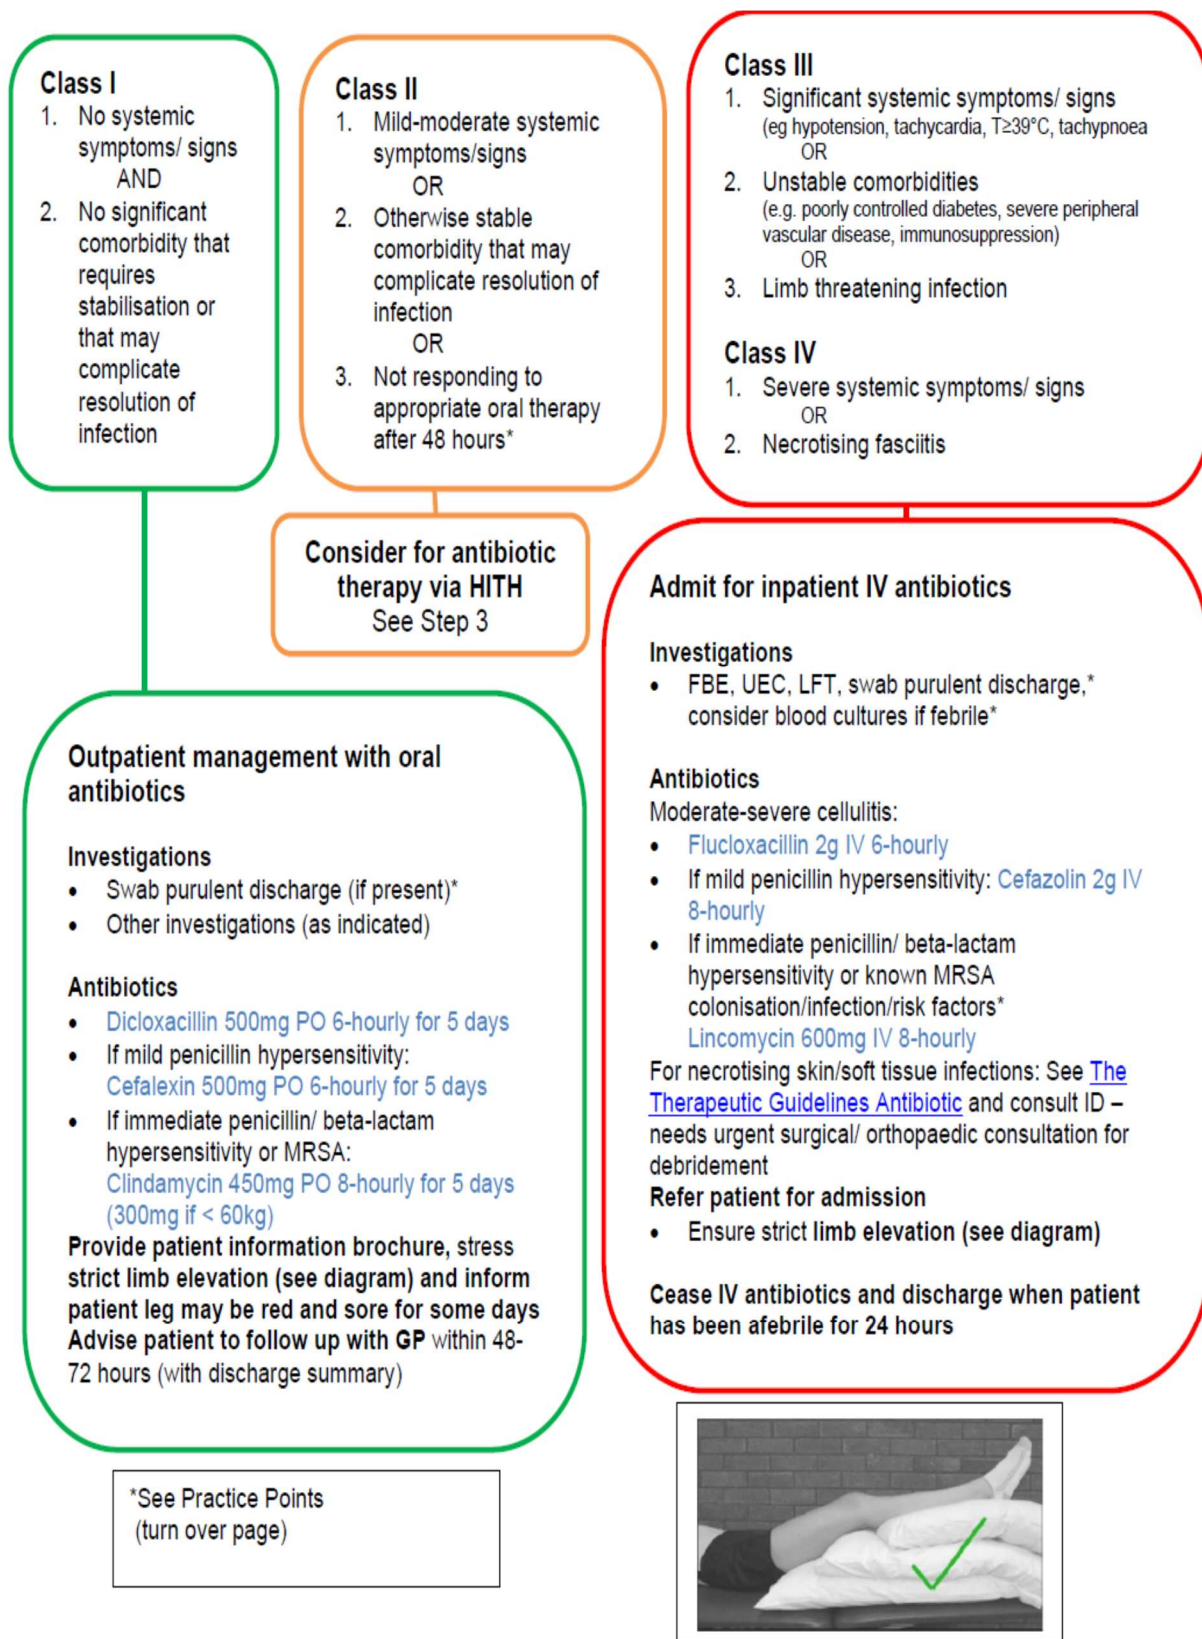 Class I
1. No systemic
symptoms/ signs
AND
2. No significant
comorbidity that
requires
stabilisation or
that may
complicate
resolution of
infection
Class II
1. Mild-moderate systemic
symptoms/signs
OR
2. Otherwise stable
comorbidity that may
complicate resolution of
infection
OR
3. Not responding to
appropriate oral therapy
after 48 hours*
Class III
1. Significant systemic symptoms/ signs
(eg hypotension, tachycardia, T≥39°C, tachypnoea
OR
2. Unstable comorbidities
(e.g. poorly controlled diabetes, severe peripheral
vascular disease, immunosuppression)
OR
3. Limb threatening infection
Class IV
1. Severe systemic symptoms/ signs
OR
2. Necrotising fasciitis
Consider for antibiotic
therapy via HITH
See Step 3
Outpatient management with oral
antibiotics
Investigations
• Swab purulent discharge (if present)*
• Other investigations (as indicated)
Antibiotics
• Dicloxacillin 500mg PO 6-hourly for 5 days
• If mild penicillin hypersensitivity:
Cefalexin 500mg PO 6-hourly for 5 days
• If immediate penicillin/ beta-lactam
hypersensitivity or MRSA:
Clindamycin 450mg PO 8-hourly for 5 days
(300mg if < 60kg)
Provide patient information brochure, stress
strict limb elevation (see diagram) and inform
patient leg may be red and sore for some days
Advise patient to follow up with GP within 48-
72 hours (with discharge summary)
Admit for inpatient IV antibiotics
Investigations
• FBE, UEC, LFT, swab purulent discharge,*
consider blood cultures if febrile*
Antibiotics
Moderate-severe cellulitis:
• Flucloxacillin 2g IV 6-hourly
• If mild penicillin hypersensitivity: Cefazolin 2g IV
8-hourly
• If immediate penicillin/ beta-lactam
hypersensitivity or known MRSA
colonisation/infection/risk factors*
Lincomycin 600mg IV 8-hourly
For necrotising skin/soft tissue infections: See The
Therapeutic Guidelines Antibiotic and consult ID –
needs urgent surgical/ orthopaedic consultation for
debridement
Refer patient for admission
• Ensure strict limb elevation (see diagram)
Cease IV antibiotics and discharge when patient
has been afebrile for 24 hours
*See Practice Points
(turn over page)